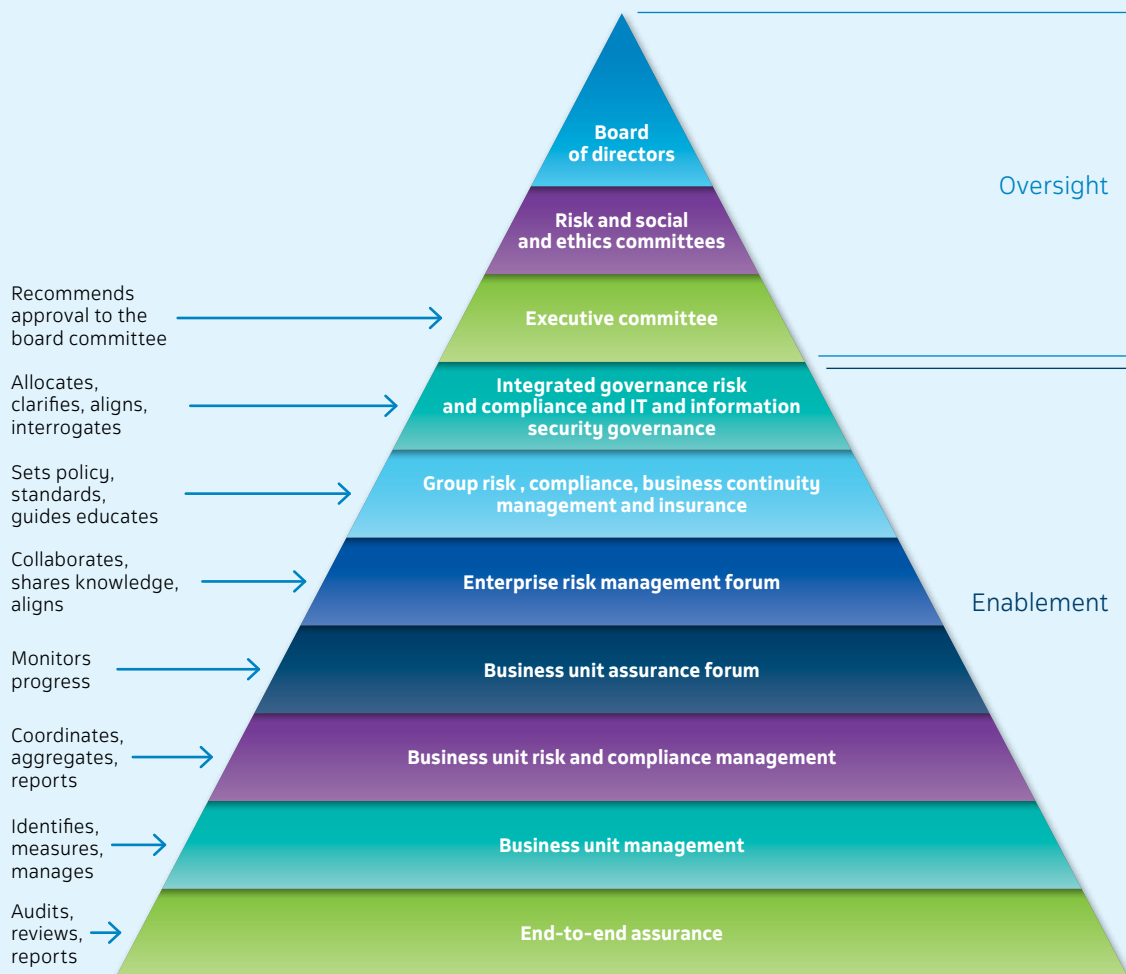 Board
of directors
Oversight
Risk and social
and ethics committees
Recommends
approval to the
board committee
Executive committee
Allocates,
clarifies, aligns,
interrogates
Integrated governance risk
and compliance and IT and information
security governance
Sets policy,
standards,
guides educates
Group risk , compliance, business continuity
management and insurance
Collaborates,
shares knowledge,
aligns
Enterprise risk management forum
Enablement
Monitors
progress
Business unit assurance forum
Coordinates,
aggregates,
reports
Business unit risk and compliance management
Identifies,
measures,
manages
Business unit management
Audits,
reviews,
reports
End-to-end assurance